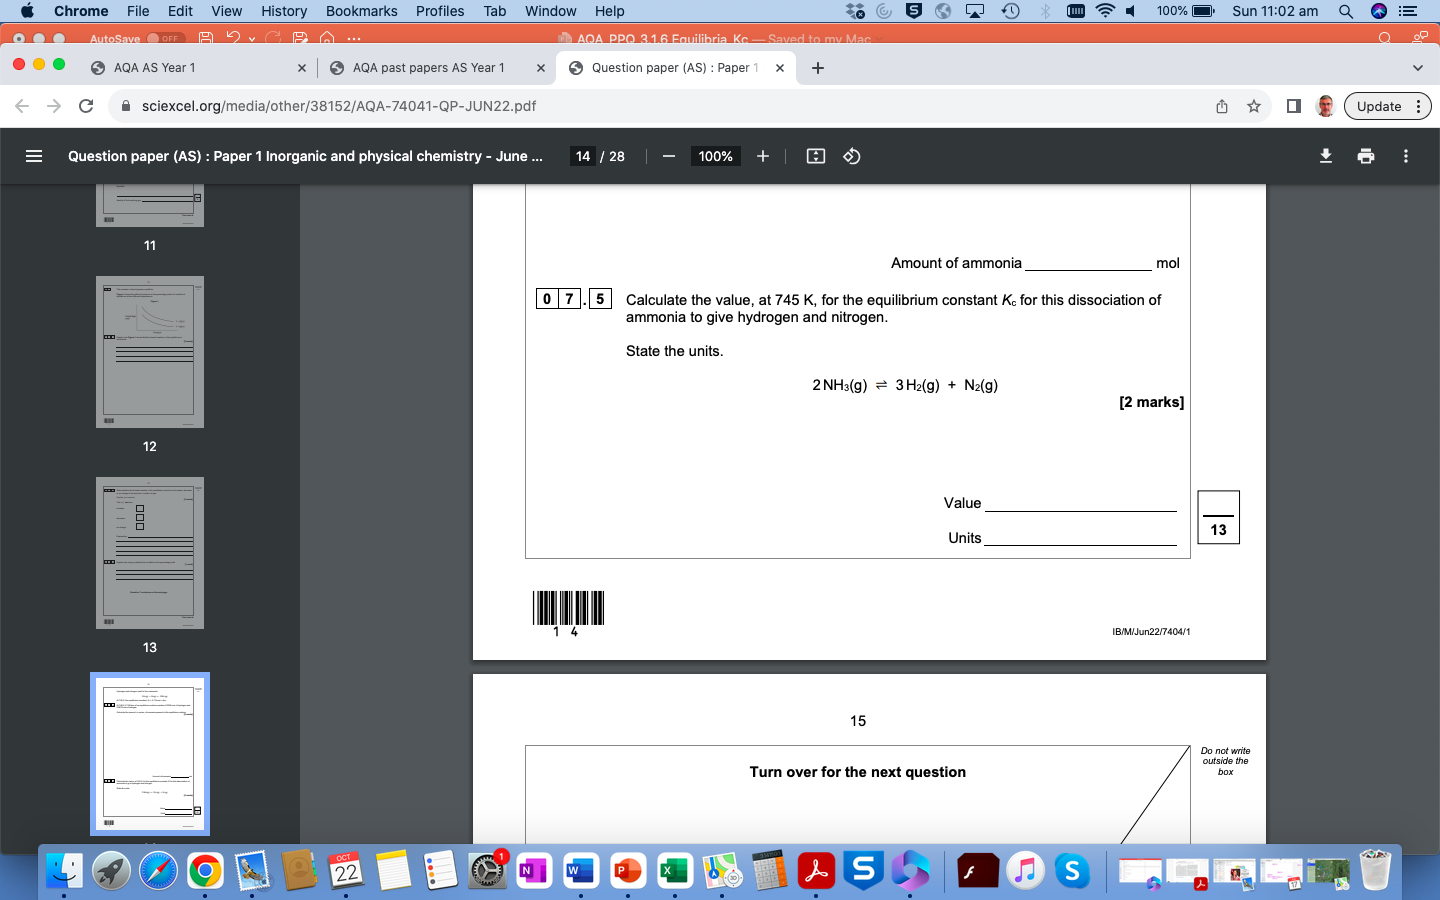 Chrome File Edit View History Bookmarks Profiles Tab Window Help 100% Sun 11:02 am
AutoSave OFF AQA PPQ 3.1.6 Equilibria Kc — Saved to my Mac
AQA AS Year 1 × AQA past papers AS Year 1 × Question paper (AS) : Paper 1 × +
sciexcel.org/media/other/38152/AQA-74041-QP-JUN22.pdf Update
Question paper (AS) : Paper 1 Inorganic and physical chemistry - June ... 14 / 28 − 100% +
11
12
13
Amount of ammonia mol
0 7 . 5 Calculate the value, at 745 K, for the equilibrium constant Kc for this dissociation of
ammonia to give hydrogen and nitrogen.
State the units.
2 NH₃(g) ⇌ 3 H₂(g) + N₂(g)
[2 marks]
Value
Units
13
1 4
IB/M/Jun22/7404/1
15
Turn over for the next question
Do not write
outside the
box
OCT
22
1